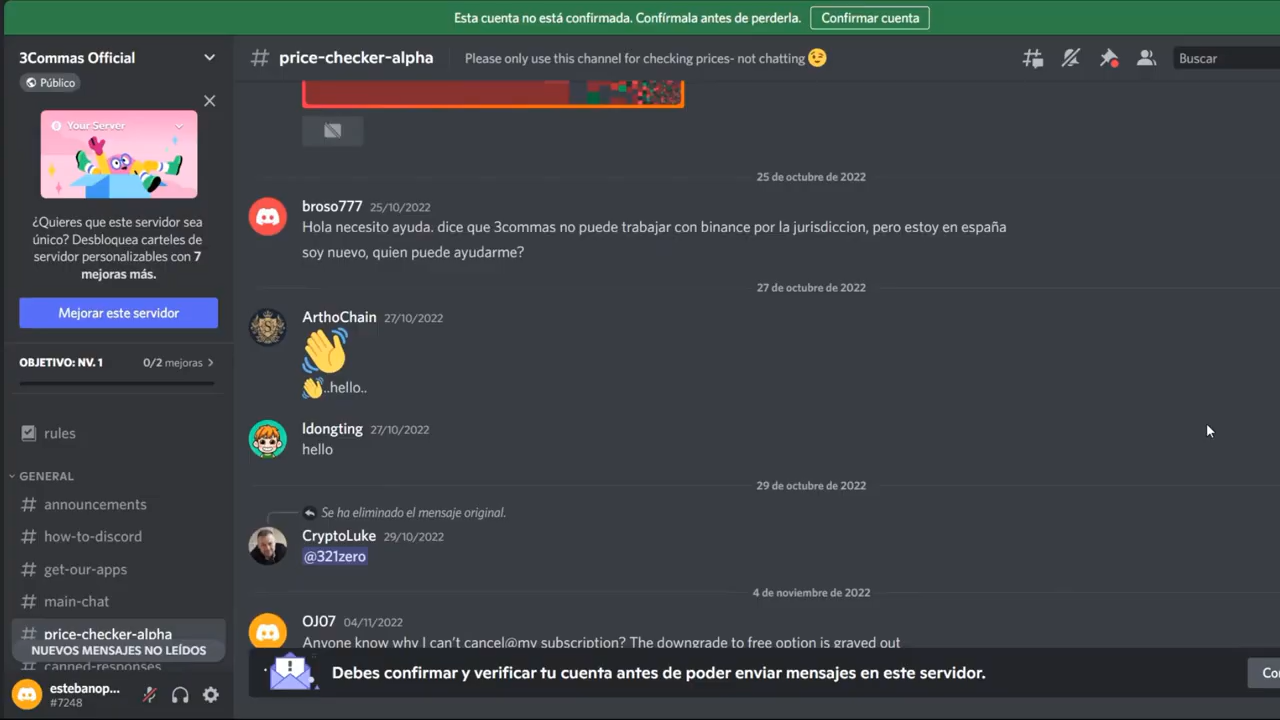 Esta cuenta no está confirmada. Confírmala antes de perderla.
Confirmar cuenta
3Commas Official
Público
Your Server
¿Quieres que este servidor sea
único? Desbloquea carteles de
servidor personalizables con 7
mejoras más.
Mejorar este servidor
OBJETIVO: NV. 1
0/2 mejoras
rules
GENERAL
# announcements
# how-to-discord
# get-our-apps
# main-chat
# price-checker-alpha
NUEVOS MENSAJES NO LEÍDOS
canned-responses
estebanop...
#7248
# price-checker-alpha
Please only use this channel for checking prices- not chatting 😉
Buscar
25 de octubre de 2022
broso777 25/10/2022
Hola necesito ayuda. dice que 3commas no puede trabajar con binance por la jurisdiccion, pero estoy en españa
soy nuevo, quien puede ayudarme?
27 de octubre de 2022
ArthoChain 27/10/2022
👋
👋..hello..
ldongting 27/10/2022
hello
29 de octubre de 2022
Se ha eliminado el mensaje original.
CryptoLuke 29/10/2022
@321zero
4 de noviembre de 2022
OJ07 04/11/2022
Anyone know why I can't cancel@my subscription? The downgrade to free option is grayed out
Debes confirmar y verificar tu cuenta antes de poder enviar mensajes en este servidor.